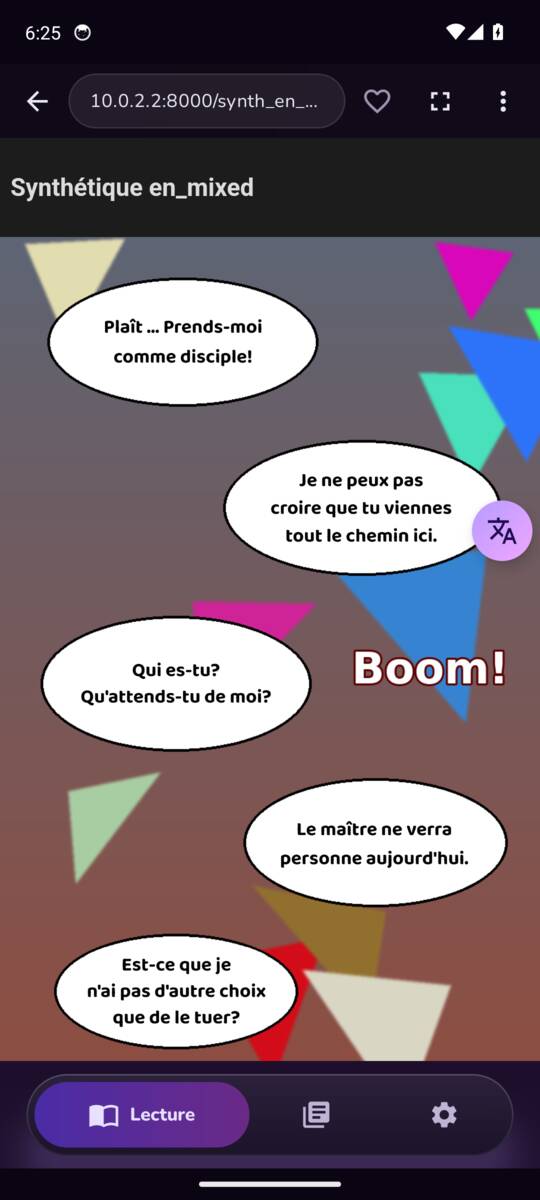 6:25
10.0.2.2:8000/synth_en_...
Synthétique en_mixed
Plaît ... Prends-moi
comme disciple!
Je ne peux pas
croire que tu viennes
tout le chemin ici.
Qui es-tu?
Qu'attends-tu de moi?
Boom!
Le maître ne verra
personne aujourd'hui.
Est-ce que je
n'ai pas d'autre choix
que de le tuer?
Lecture